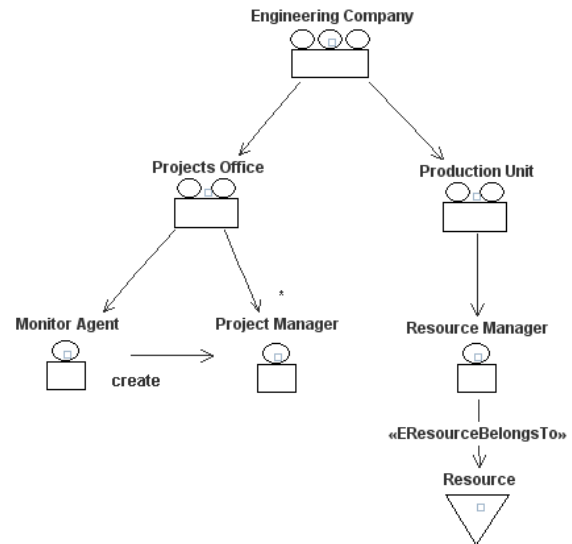 Engineering Company
Projects Office
Production Unit
*
Monitor Agent
Project Manager
Resource Manager
create
«EResourceBelongsTo»
Resource